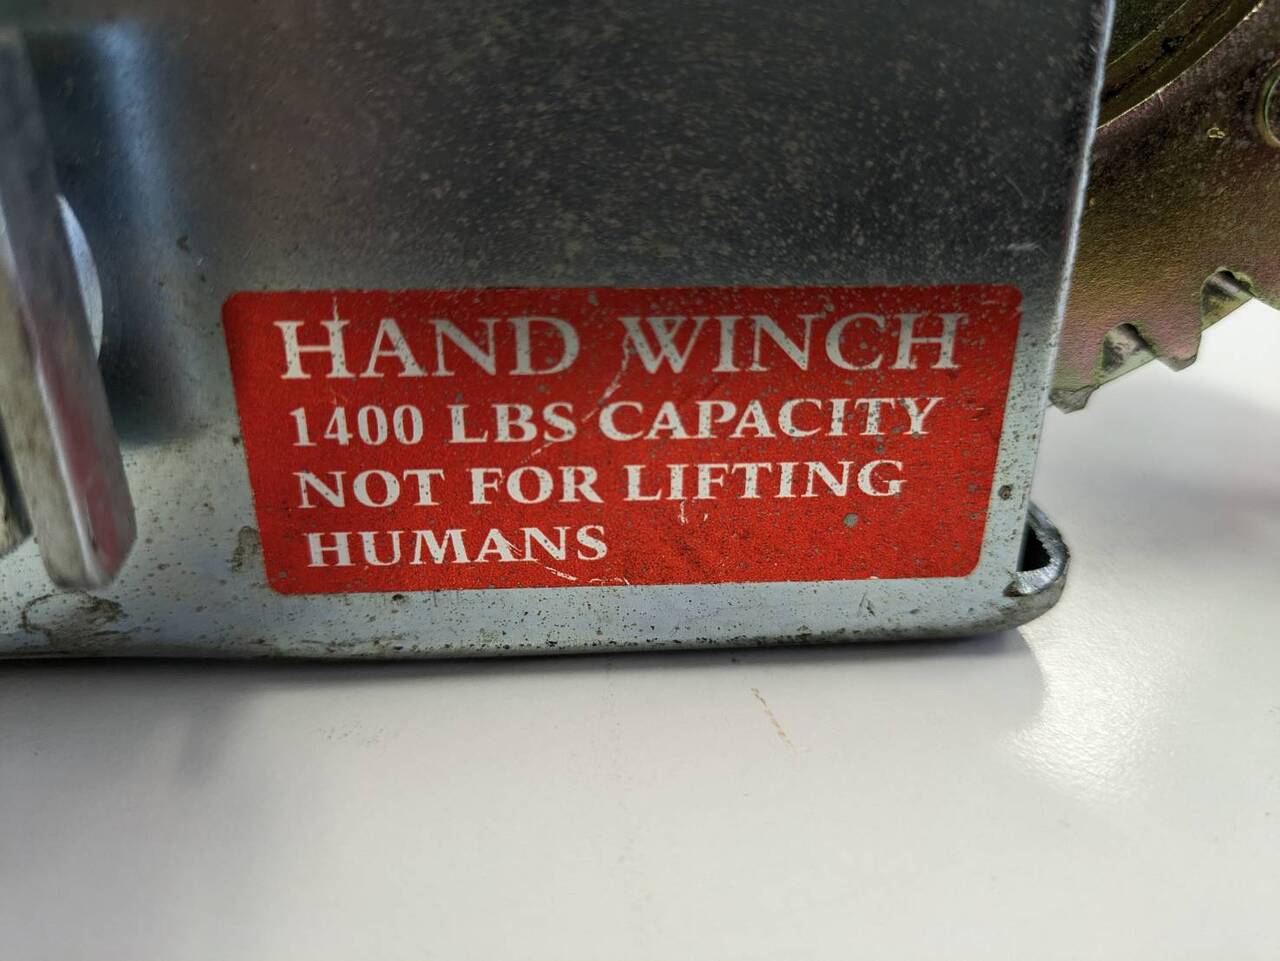 HAND WINCH
1400 LBS CAPACITY
NOT FOR LIFTING
HUMANS